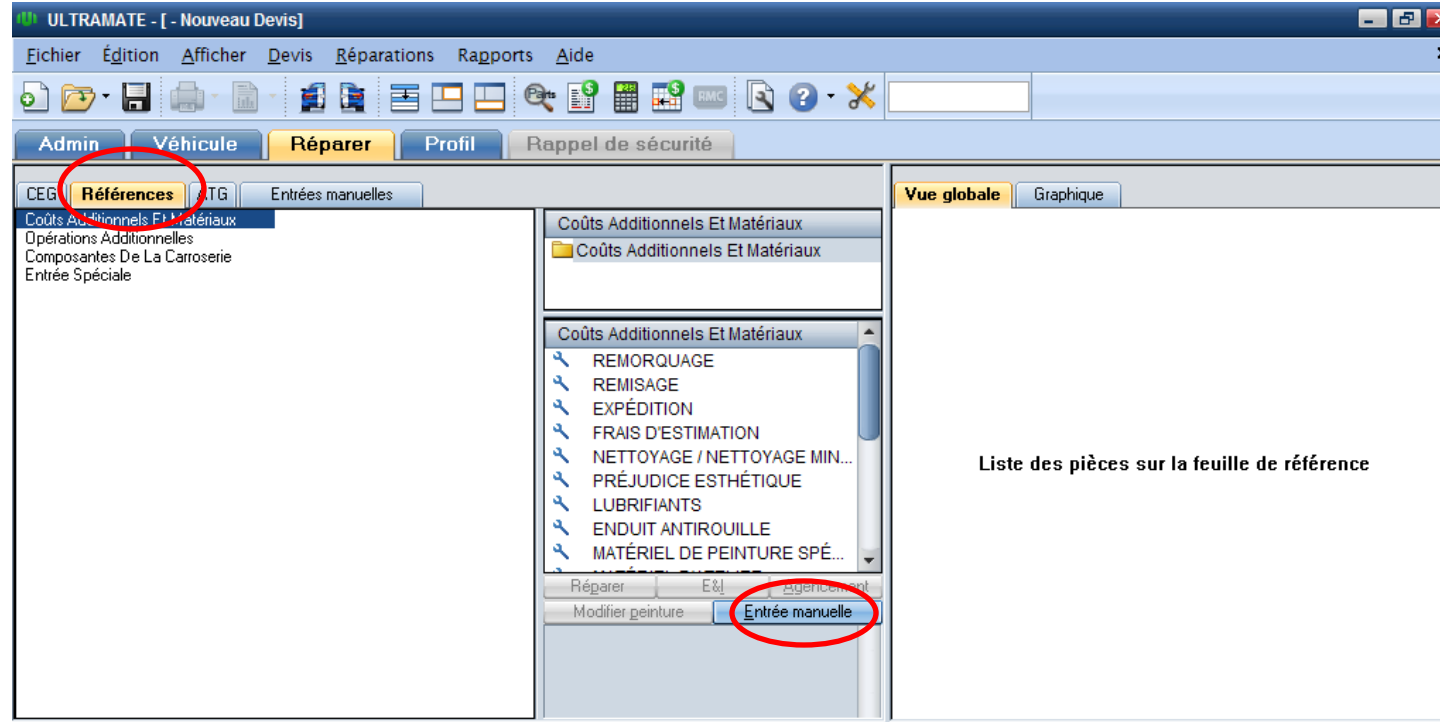 ULTRAMATE - [ - Nouveau Devis]
Fichier Édition Afficher Devis Réparations Rapports Aide
Parts RMC
Admin Véhicule Réparer Profil Rappel de sécurité
CEG Références ATG Entrées manuelles
Vue globale Graphique
Coûts Additionnels Et Matériaux
Opérations Additionnelles
Composantes De La Carroserie
Entrée Spéciale
Coûts Additionnels Et Matériaux
Coûts Additionnels Et Matériaux
Coûts Additionnels Et Matériaux
REMORQUAGE
REMISAGE
EXPÉDITION
FRAIS D'ESTIMATION
NETTOYAGE / NETTOYAGE MIN...
PRÉJUDICE ESTHÉTIQUE
LUBRIFIANTS
ENDUIT ANTIROUILLE
MATÉRIEL DE PEINTURE SPÉ...
Réparer E&I Agencement
Modifier peinture Entrée manuelle
Liste des pièces sur la feuille de référence